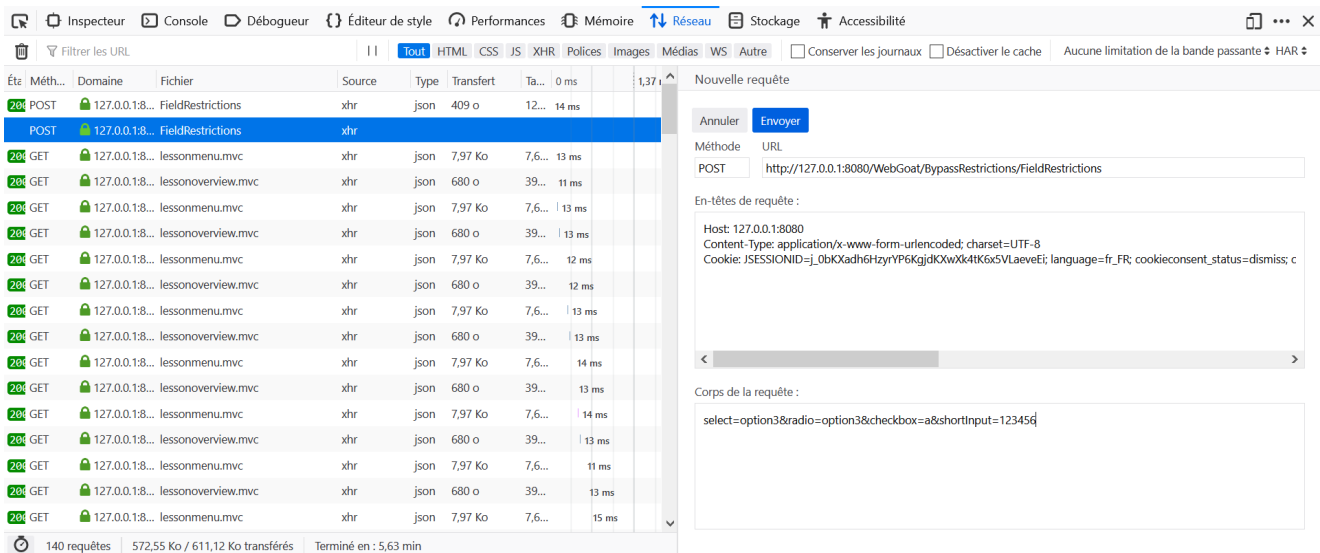 Inspecteur Console Débogueur Éditeur de style Performances Mémoire Réseau Stockage Accessibilité
Filtrer les URL Tout HTML CSS JS XHR Polices Images Médias WS Autre Conserver les journaux Désactiver le cache Aucune limitation de la bande passante HAR
Éta Méth... Domaine Fichier Source Type Transfert Ta... 0 ms 1,37
200 POST 127.0.0.1:8... FieldRestrictions xhr json 409 o 12... 14 ms
POST 127.0.0.1:8... FieldRestrictions xhr
200 GET 127.0.0.1:8... lessonmenu.mvc xhr json 7,97 Ko 7,6... 13 ms
200 GET 127.0.0.1:8... lessonoverview.mvc xhr json 680 o 39... 11 ms
200 GET 127.0.0.1:8... lessonmenu.mvc xhr json 7,97 Ko 7,6... 13 ms
200 GET 127.0.0.1:8... lessonoverview.mvc xhr json 680 o 39... 13 ms
200 GET 127.0.0.1:8... lessonmenu.mvc xhr json 7,97 Ko 7,6... 12 ms
200 GET 127.0.0.1:8... lessonoverview.mvc xhr json 680 o 39... 12 ms
200 GET 127.0.0.1:8... lessonmenu.mvc xhr json 7,97 Ko 7,6... 13 ms
200 GET 127.0.0.1:8... lessonoverview.mvc xhr json 680 o 39... 13 ms
200 GET 127.0.0.1:8... lessonmenu.mvc xhr json 7,97 Ko 7,6... 14 ms
200 GET 127.0.0.1:8... lessonoverview.mvc xhr json 680 o 39... 13 ms
200 GET 127.0.0.1:8... lessonmenu.mvc xhr json 7,97 Ko 7,6... 14 ms
200 GET 127.0.0.1:8... lessonoverview.mvc xhr json 680 o 39... 13 ms
200 GET 127.0.0.1:8... lessonmenu.mvc xhr json 7,97 Ko 7,6... 11 ms
200 GET 127.0.0.1:8... lessonoverview.mvc xhr json 680 o 39... 13 ms
200 GET 127.0.0.1:8... lessonmenu.mvc xhr json 7,97 Ko 7,6... 15 ms
140 requêtes 572,55 Ko / 611,12 Ko transférés Terminé en : 5,63 min
Nouvelle requête
Annuler Envoyer
Méthode URL
POST http://127.0.0.1:8080/WebGoat/BypassRestrictions/FieldRestrictions
En-têtes de requête :
Host: 127.0.0.1:8080
Content-Type: application/x-www-form-urlencoded; charset=UTF-8
Cookie: JSESSIONID=j_0bKXadh6HzyrYP6KgjdKXwXk4tK6x5VLaeveEi; language=fr_FR; cookieconsent_status=dismiss; c
Corps de la requête :
select=option3&radio=option3&checkbox=a&shortInput=123456